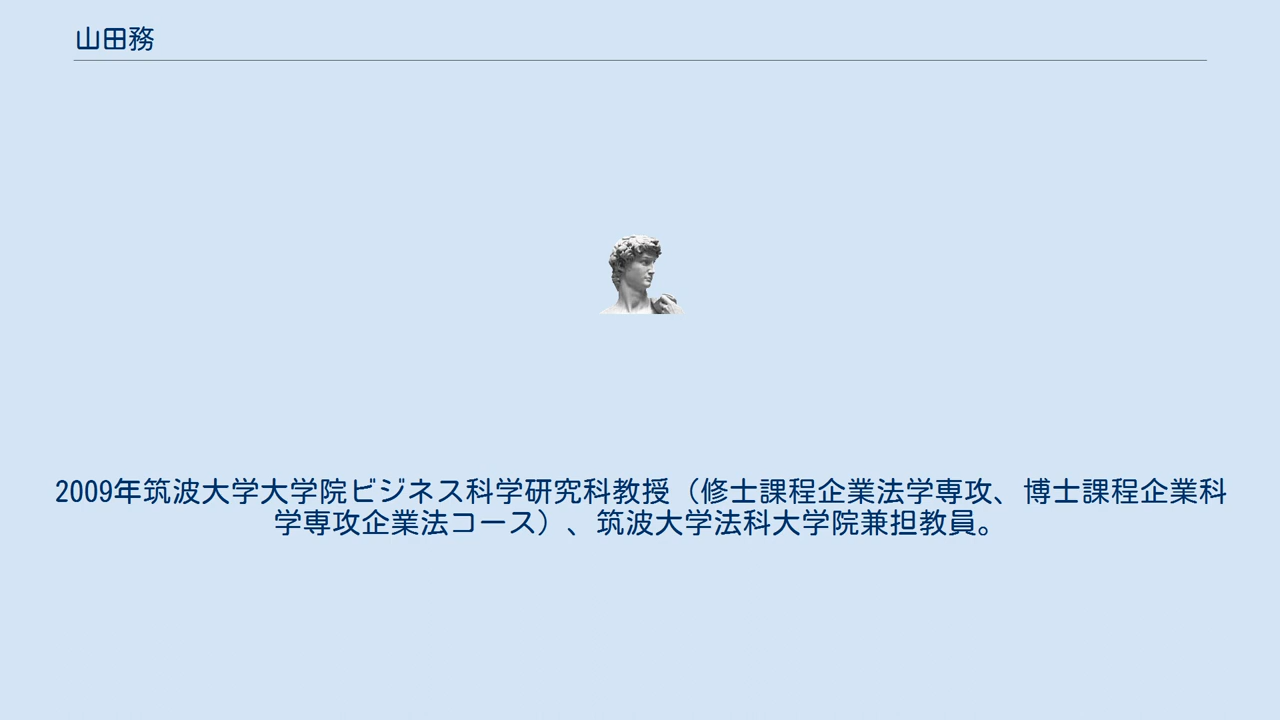 山田務
2009年筑波大学大学院ビジネス科学研究科教授（修士課程企業法学専攻、博士課程企業科
学専攻企業法コース）、筑波大学法科大学院兼担教員。